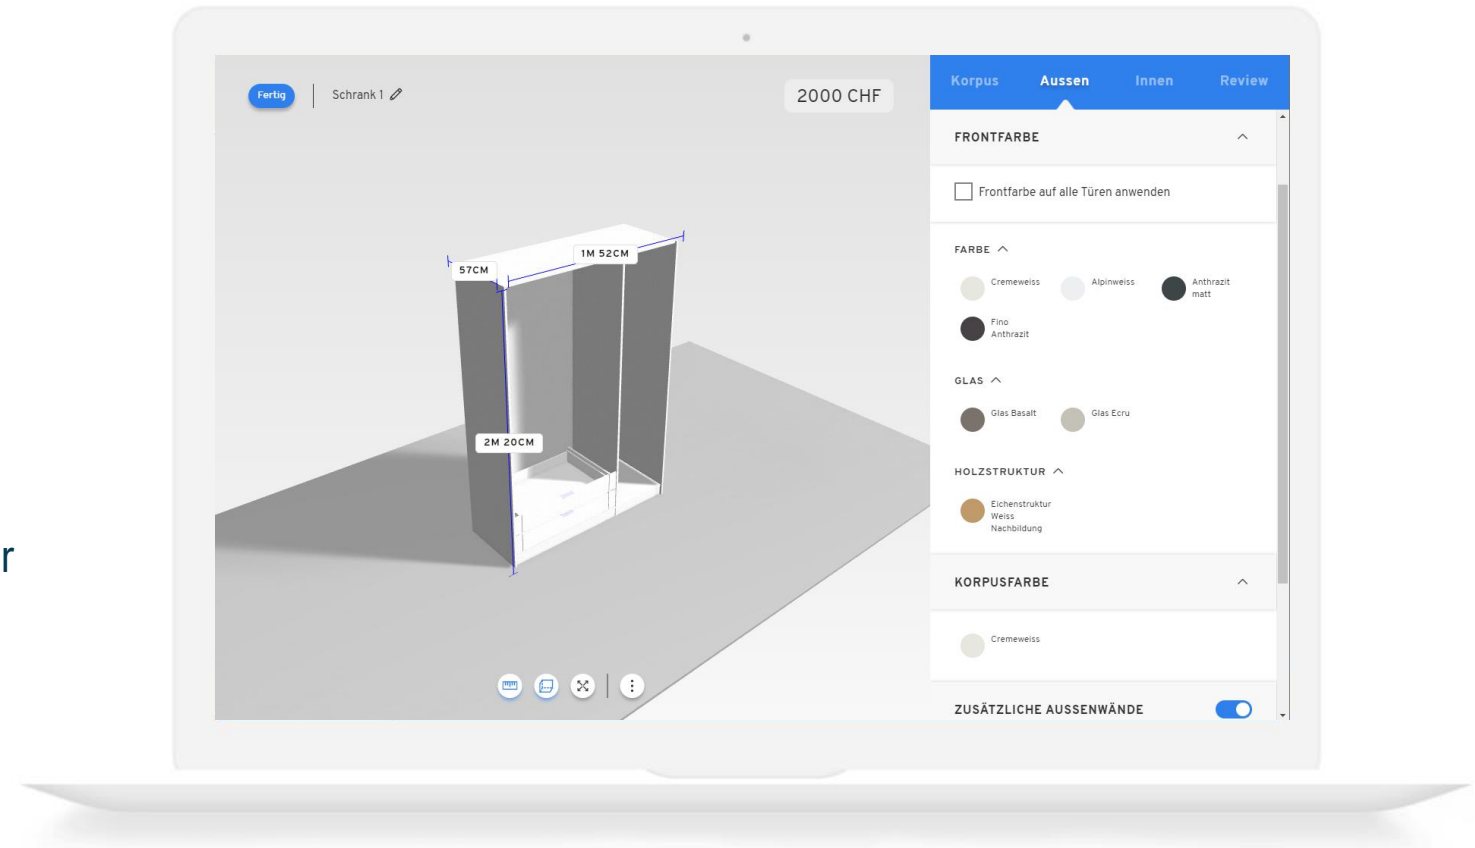 Fertig
Schrank 1
2000 CHF
Korpus Aussen Innen Review
FRONTFARBE
Frontfarbe auf alle Türen anwenden
FARBE
Cremeweiss
Alpinweiss
Anthrazit
matt
Fino
Anthrazit
GLAS
Glas Basalt
Glas Ecru
HOLZSTRUKTUR
Eichenstruktur
Weiss
Nachbildung
KORPUSFARBE
Cremeweiss
ZUSÄTZLICHE AUSSENWÄNDE
57CM
1M 52CM
2M 20CM
r